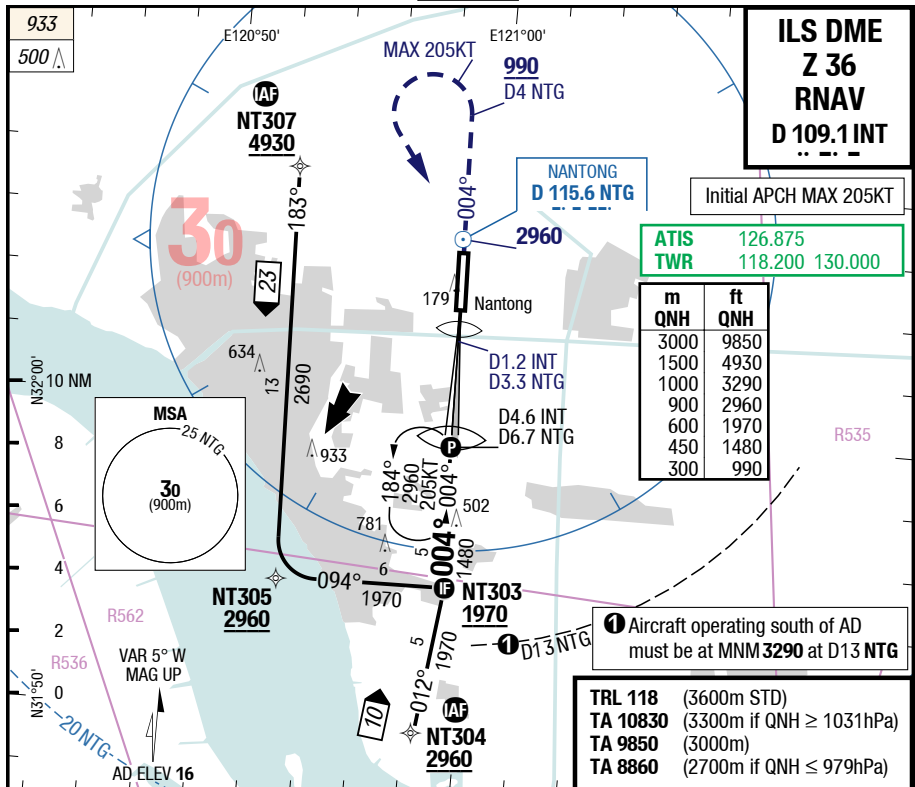 933
500
E120°50'
E121°00'
ILS DME
Z 36
RNAV
D 109.1 INT
MAX 205KT
990
D4 NTG
IAF
NT307
4930
183°
004°
NANTONG
D 115.6 NTG
2960
Initial APCH MAX 205KT
ATIS 126.875
TWR 118.200 130.000
30
(900m)
23
179
Nantong
m ft
QNH QNH
3000 9850
1500 4930
1000 3290
900 2960
600 1970
450 1480
300 990
634
13
2690
D1.2 INT
D3.3 NTG
N32°00'
10 NM
8
6
4
2
0
N31°50'
MSA
25 NTG
30
(900m)
933
D4.6 INT
D6.7 NTG
P
R535
184°
2960
205KT
004°
502
781
5
004°
1480
6
094°
1970
IF
NT303
1970
NT305
2960
R562
R536
VAR 5° W
MAG UP
20 NTG
AD ELEV 16
5
1970
012°
10
IAF
NT304
2960
1 D13 NTG
1 Aircraft operating south of AD
must be at MNM 3290 at D13 NTG
TRL 118 (3600m STD)
TA 10830 (3300m if QNH ≥ 1031hPa)
TA 9850 (3000m)
TA 8860 (2700m if QNH ≤ 979hPa)